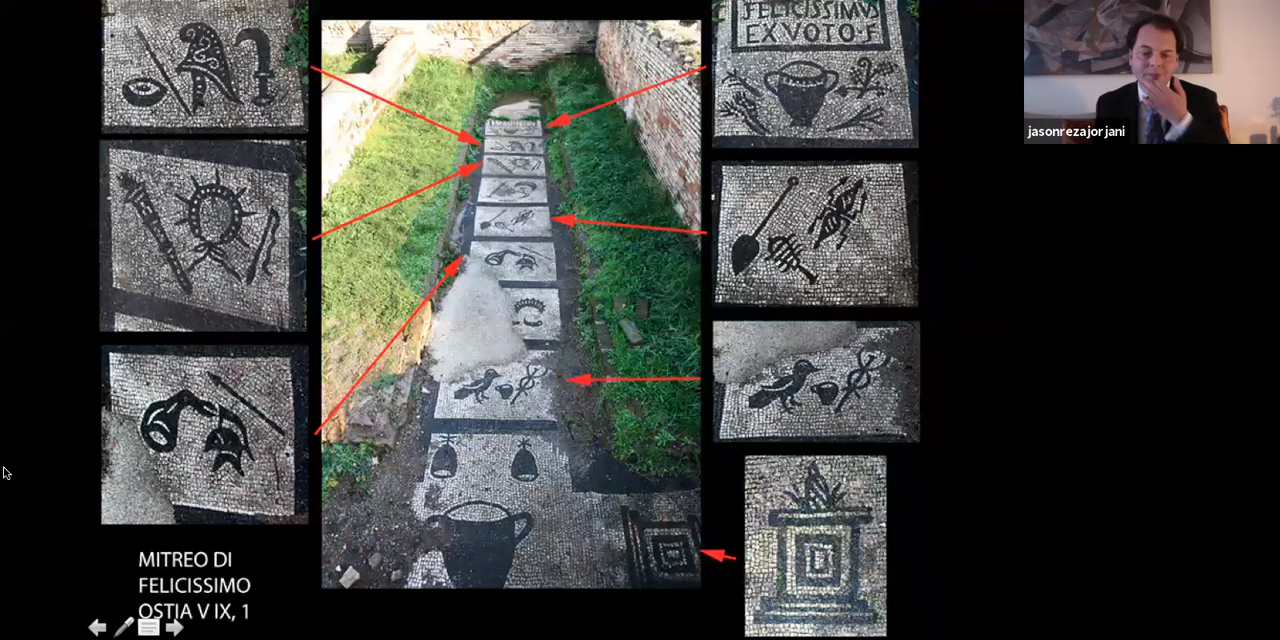 FELICISSIMVS
EX VOTO · F
jasonrezajorjani
MITREO DI
FELICISSIMO
OSTIA V IX, 1